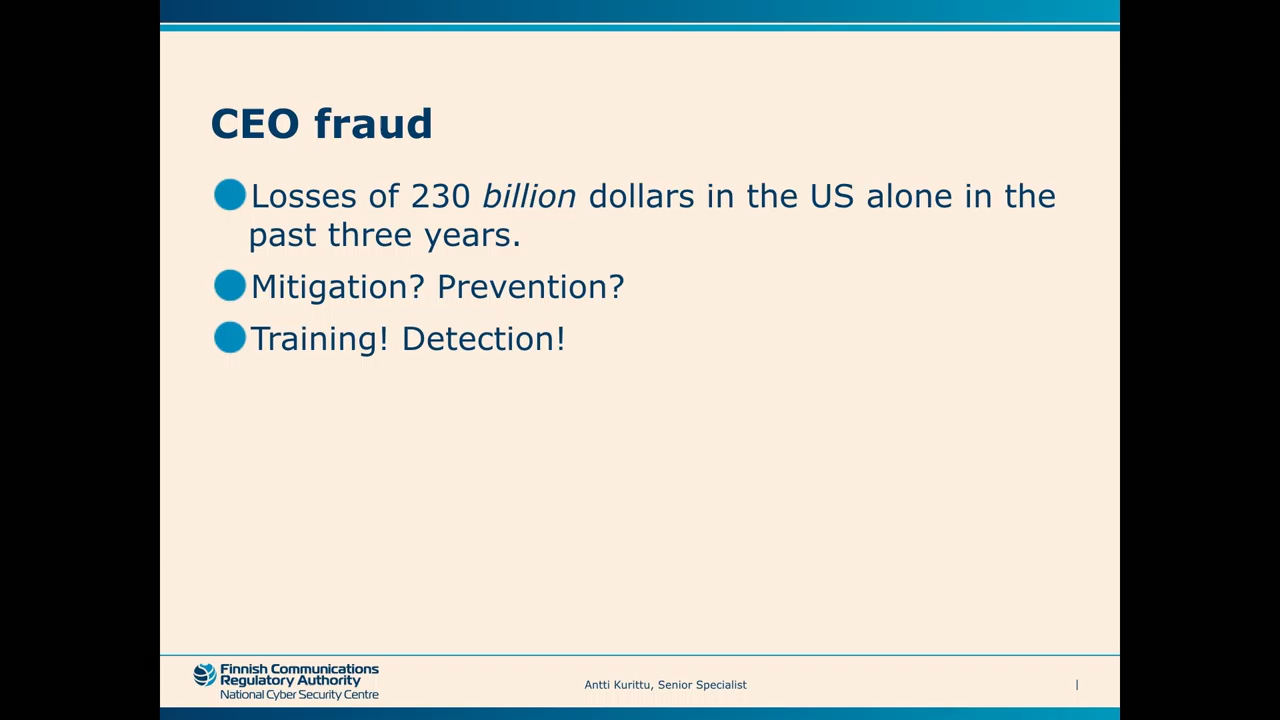 CEO fraud
Losses of 230 billion dollars in the US alone in the
past three years.
Mitigation? Prevention?
Training! Detection!
Finnish Communications
Regulatory Authority
National Cyber Security Centre
Antti Kurittu, Senior Specialist
|